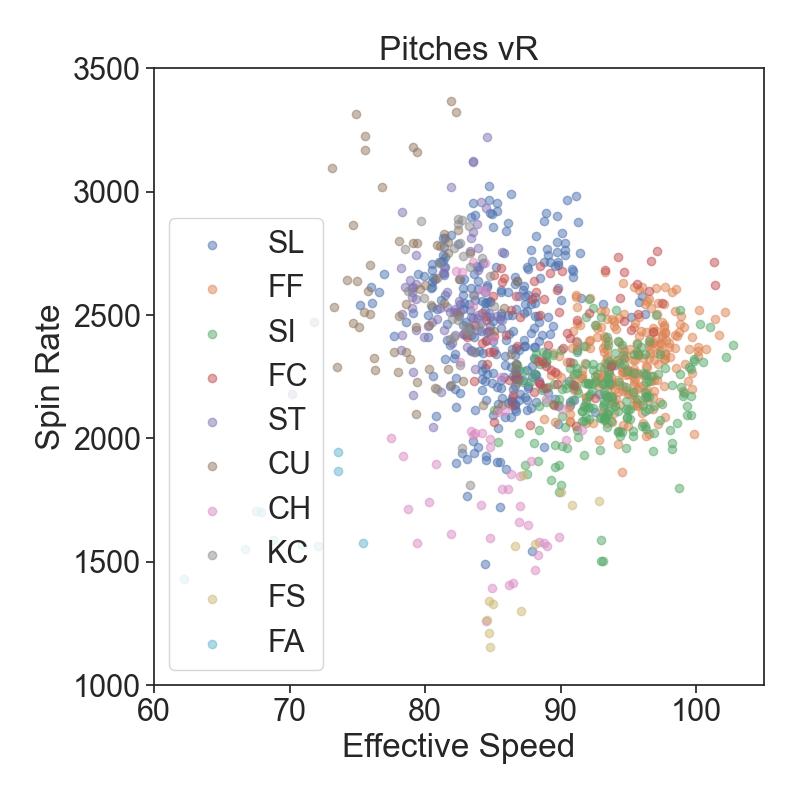 Pitches vR
3500
3000
2500
2000
1500
1000
Spin Rate
SL
FF
SI
FC
ST
CU
CH
KC
FS
FA
60 70 80 90 100
Effective Speed